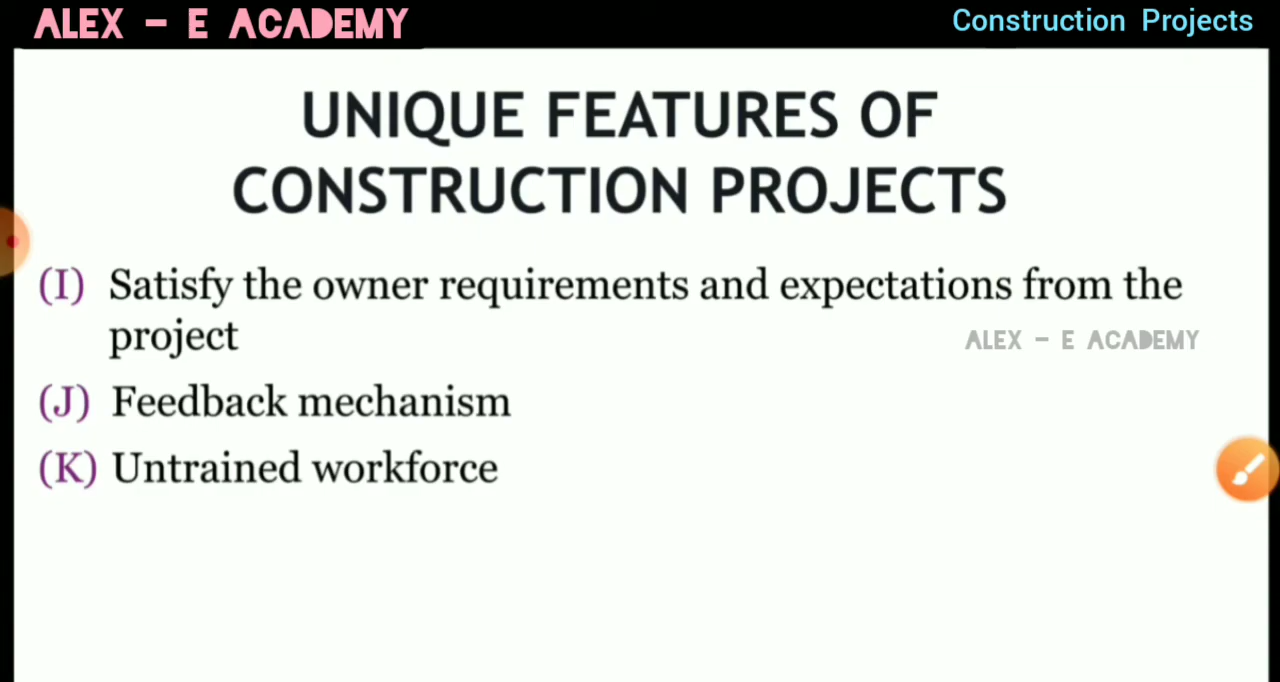 ALEX - E ACADEMY
Construction Projects
UNIQUE FEATURES OF
CONSTRUCTION PROJECTS
(I) Satisfy the owner requirements and expectations from the
project
ALEX - E ACADEMY
(J) Feedback mechanism
(K) Untrained workforce